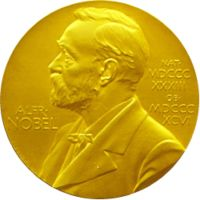 ALFR·
NOBEL
NAT·
MDCCC
XXXIII
OB·
MDCCC
XCVI